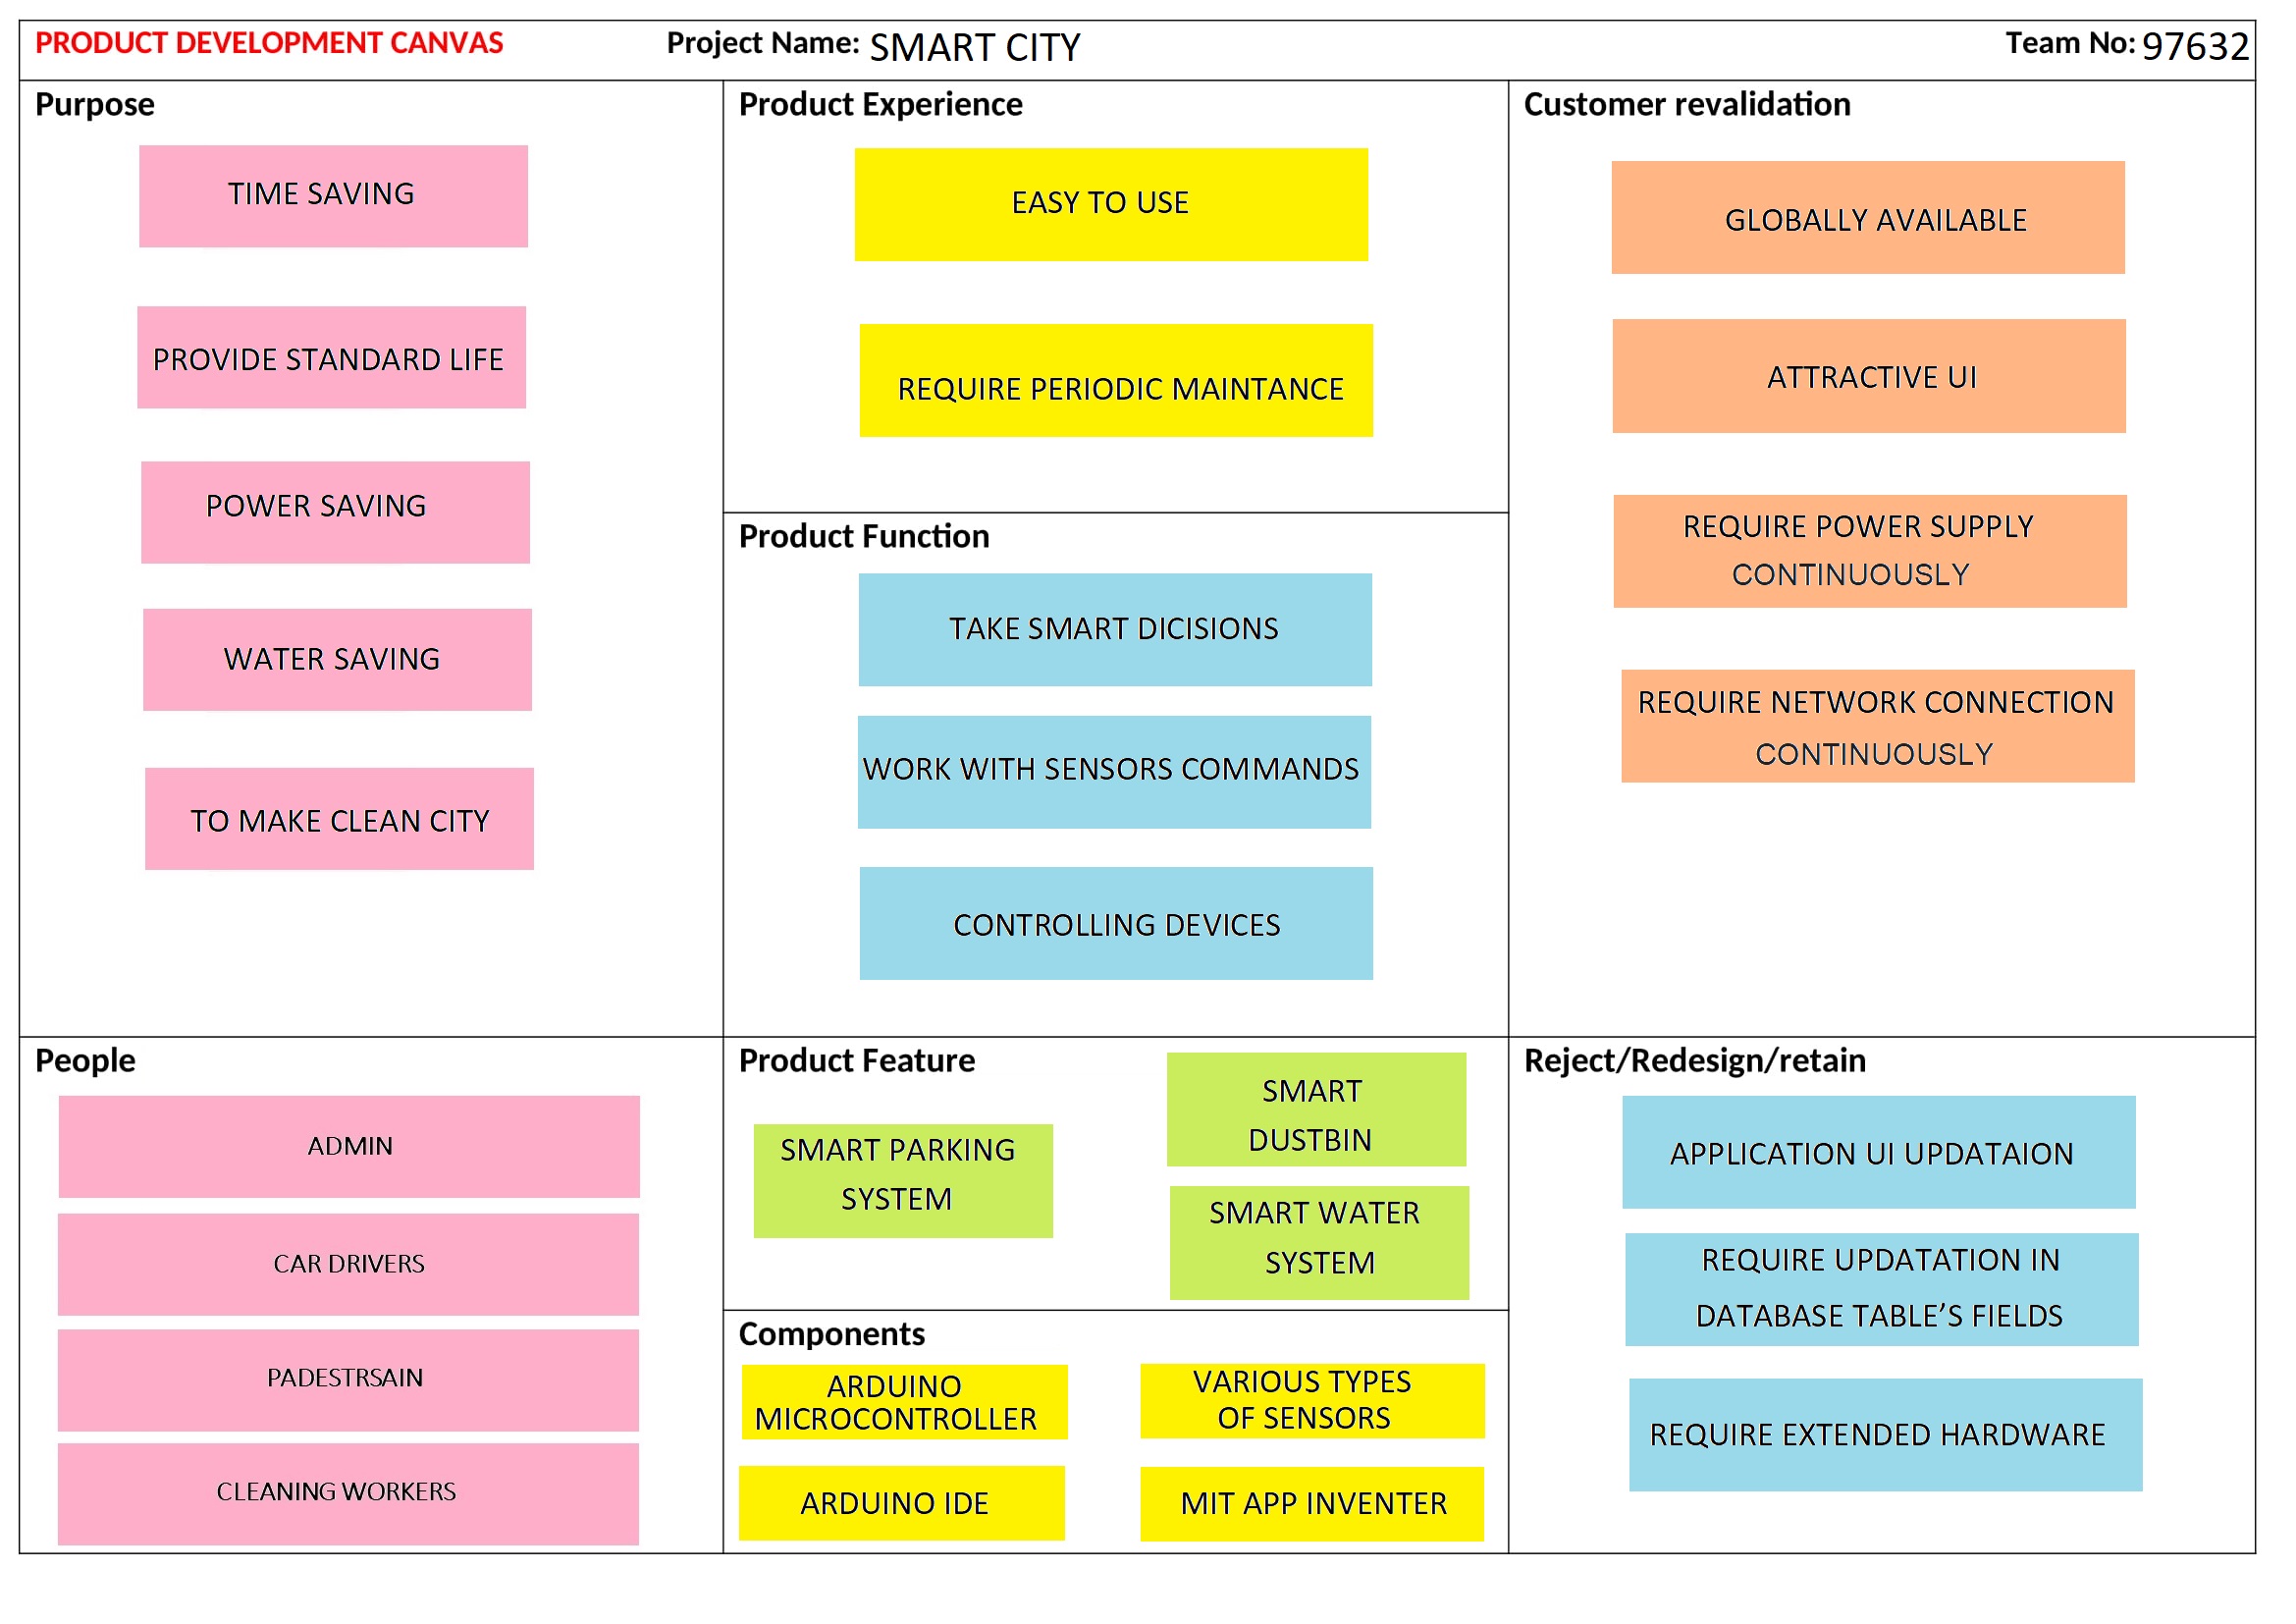 PRODUCT DEVELOPMENT CANVAS
Project Name: SMART CITY
Team No: 97632
Purpose
TIME SAVING
PROVIDE STANDARD LIFE
POWER SAVING
WATER SAVING
TO MAKE CLEAN CITY
People
ADMIN
CAR DRIVERS
PADESTRSAIN
CLEANING WORKERS
Product Experience
EASY TO USE
REQUIRE PERIODIC MAINTANCE
Product Function
TAKE SMART DICISIONS
WORK WITH SENSORS COMMANDS
CONTROLLING DEVICES
Product Feature
SMART PARKING
SYSTEM
SMART
DUSTBIN
SMART WATER
SYSTEM
Components
ARDUINO
MICROCONTROLLER
VARIOUS TYPES
OF SENSORS
ARDUINO IDE
MIT APP INVENTER
Customer revalidation
GLOBALLY AVAILABLE
ATTRACTIVE UI
REQUIRE POWER SUPPLY
CONTINUOUSLY
REQUIRE NETWORK CONNECTION
CONTINUOUSLY
Reject/Redesign/retain
APPLICATION UI UPDATAION
REQUIRE UPDATATION IN
DATABASE TABLE’S FIELDS
REQUIRE EXTENDED HARDWARE